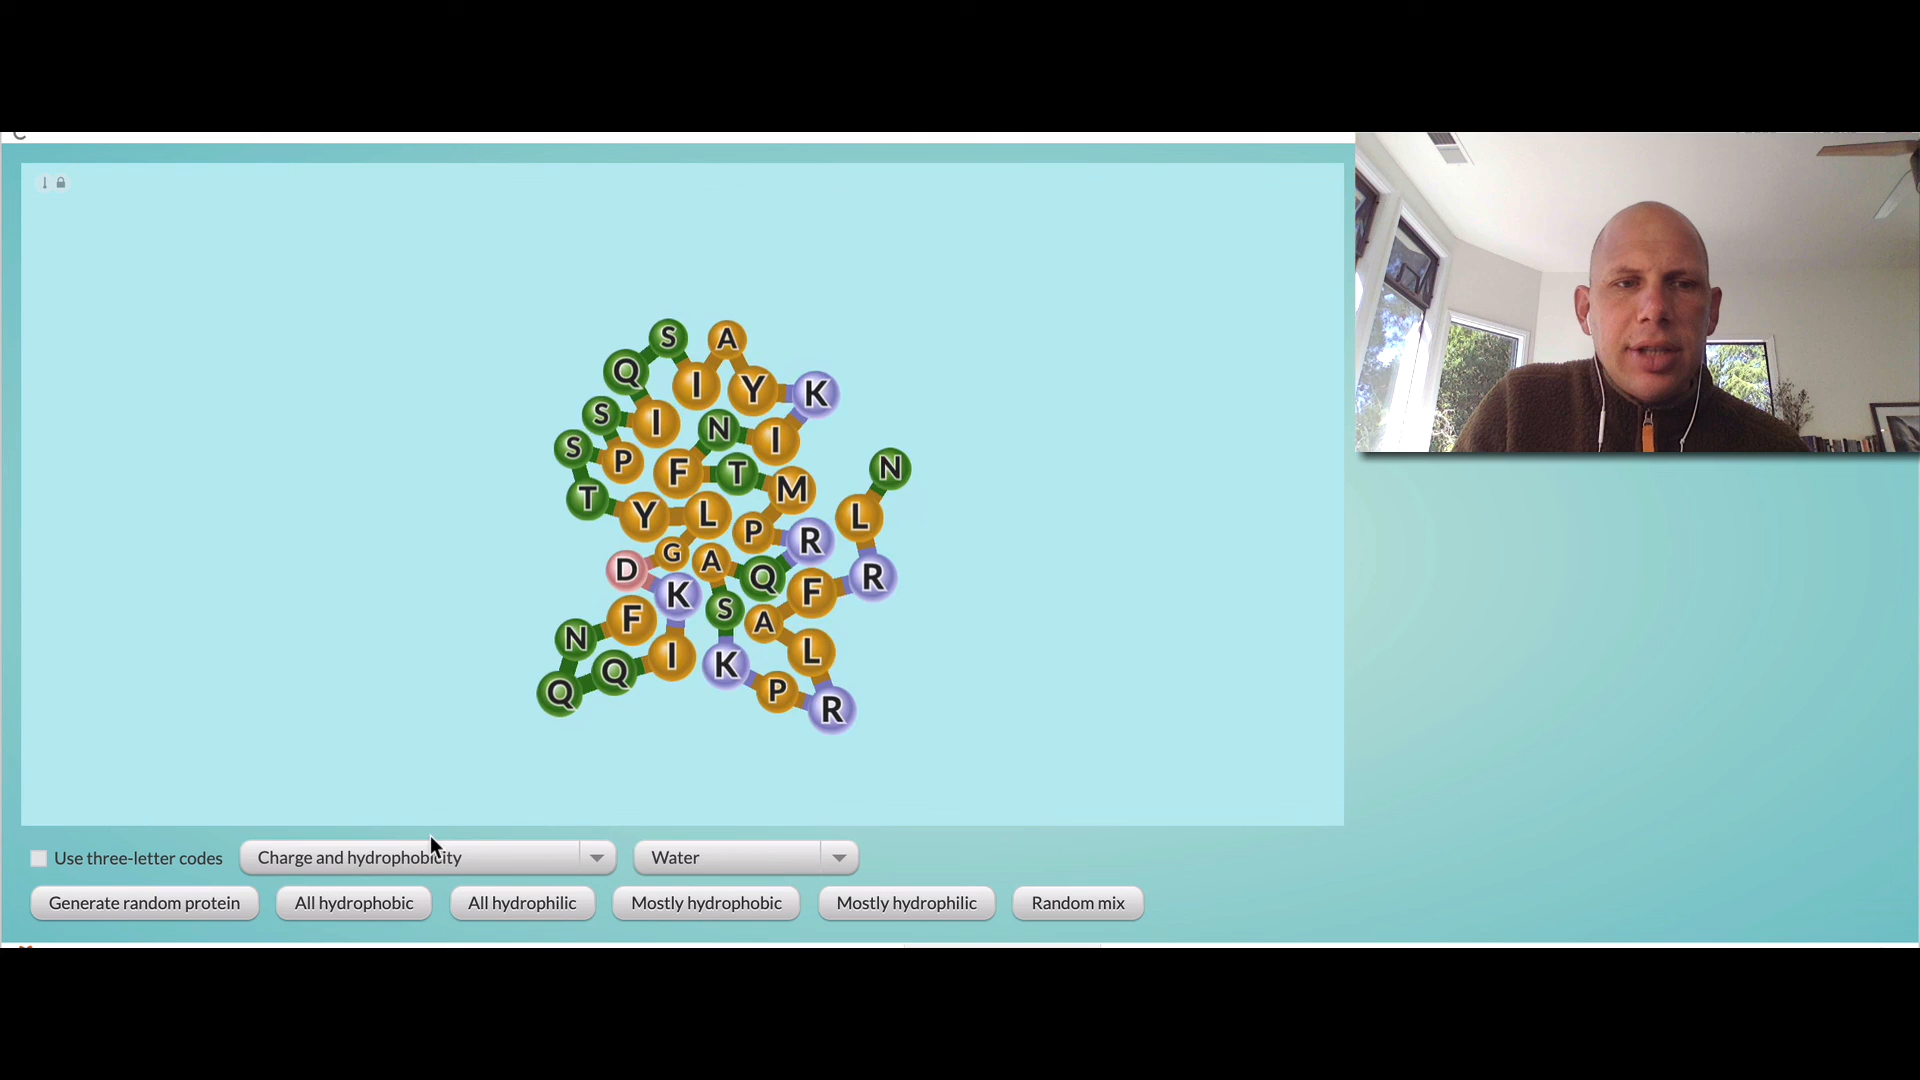 S A
Q I Y K
S I N I
S P F T M N
T Y L P R L
D G A Q F R
K S A
N F I K L
Q Q P R
Use three-letter codes Charge and hydrophobicity Water
Generate random protein All hydrophobic All hydrophilic Mostly hydrophobic Mostly hydrophilic Random mix